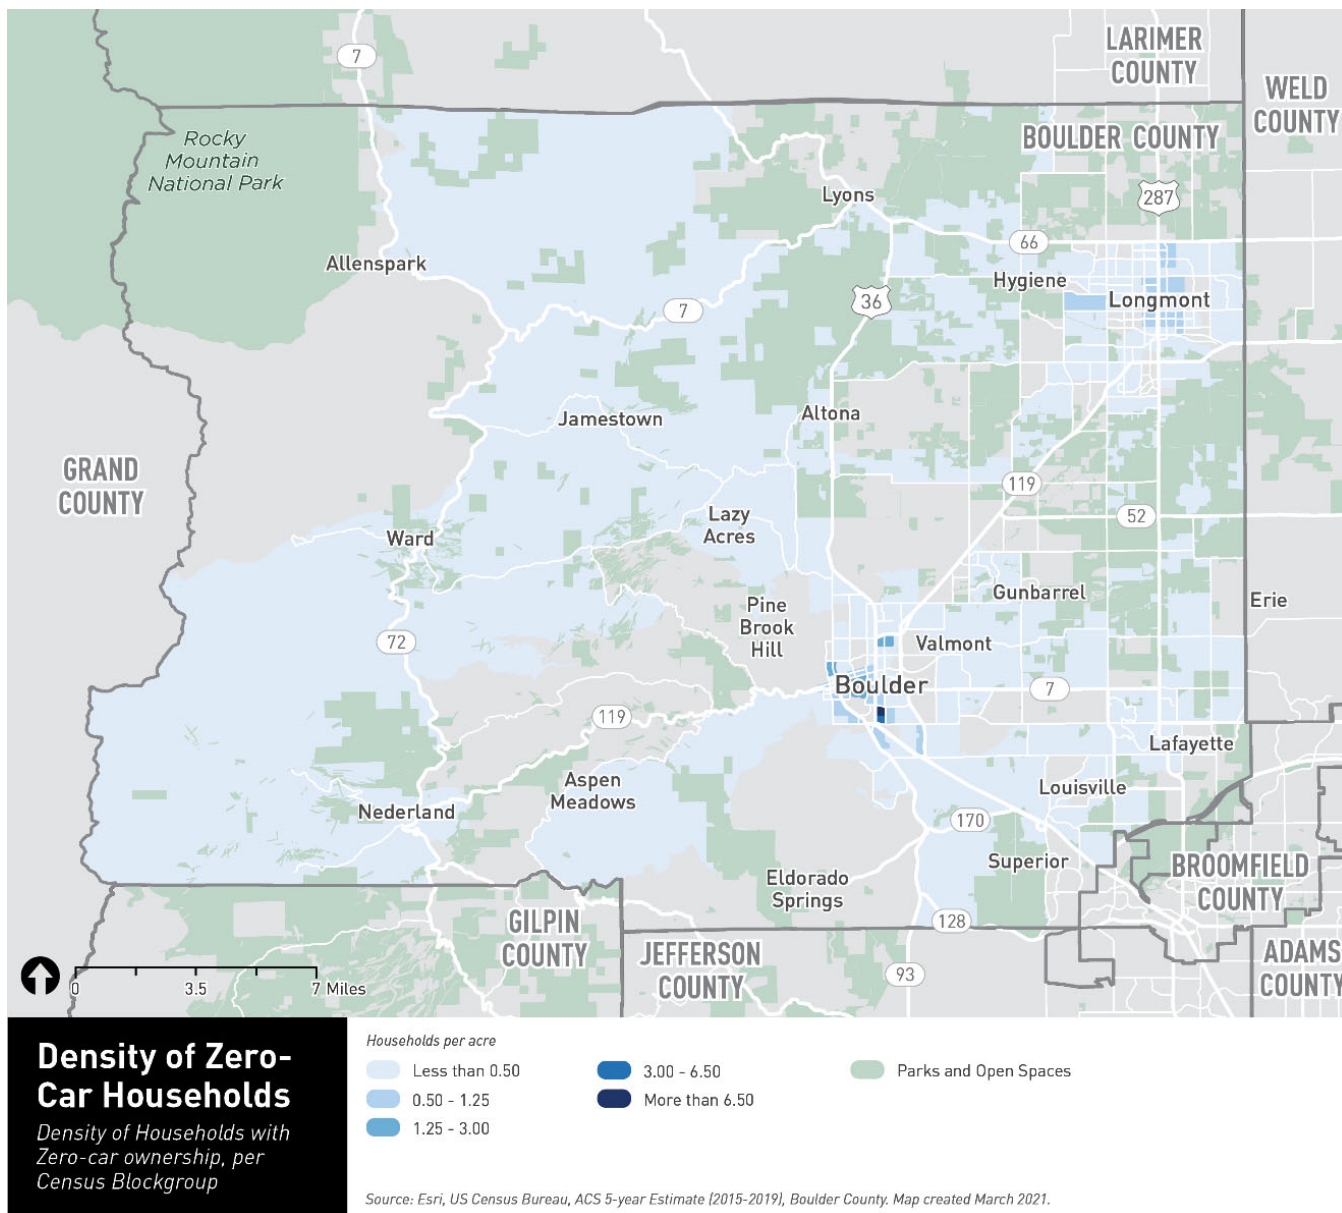 LARIMER
COUNTY
WELD
COUNTY
BOULDER COUNTY
7
Rocky
Mountain
National Park
Lyons
287
66
Allenspark
Hygiene
36
Longmont
7
Jamestown
Altona
GRAND
COUNTY
119
Lazy
Acres
52
Ward
Gunbarrel
Erie
Pine
Brook
Hill
72
Valmont
Boulder
7
119
Lafayette
Aspen
Meadows
Louisville
Nederland
170
Superior
BROOMFIELD
COUNTY
Eldorado
Springs
128
GILPIN
COUNTY
JEFFERSON
COUNTY
ADAMS
COUNTY
93
0 3.5 7 Miles
Density of Zero-
Car Households
Density of Households with
Zero-car ownership, per
Census Blockgroup
Households per acre
Less than 0.50
0.50 - 1.25
1.25 - 3.00
3.00 - 6.50
More than 6.50
Parks and Open Spaces
Source: Esri, US Census Bureau, ACS 5-year Estimate (2015-2019), Boulder County. Map created March 2021.